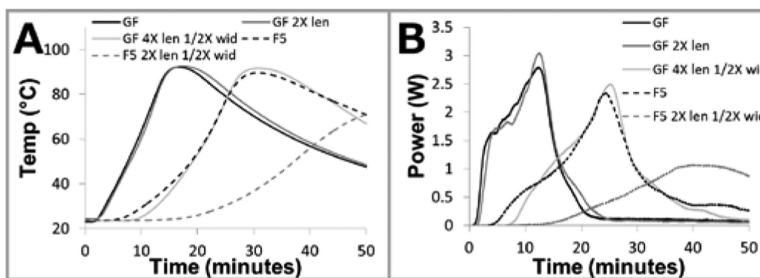 A
GF
GF 2X len
GF 4X len 1/2X wid
F5
F5 2X len 1/2X wid
Temp (°C)
100
80
60
40
20
0
10
20
30
40
50
Time (minutes)
B
GF
GF 2X len
GF 4X len 1/2X wid
F5
F5 2X len 1/2X wid
Power (W)
3.5
3
2.5
2
1.5
1
0.5
0
0
10
20
30
40
50
Time (minutes)